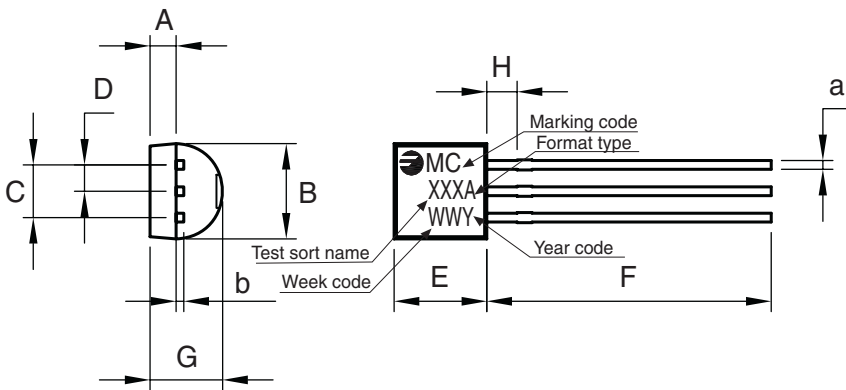 A
H
a
D
Marking code
MC
Format type
XXXA
C
B
WWY
Test sort name
Year code
Week code
b
E
F
G